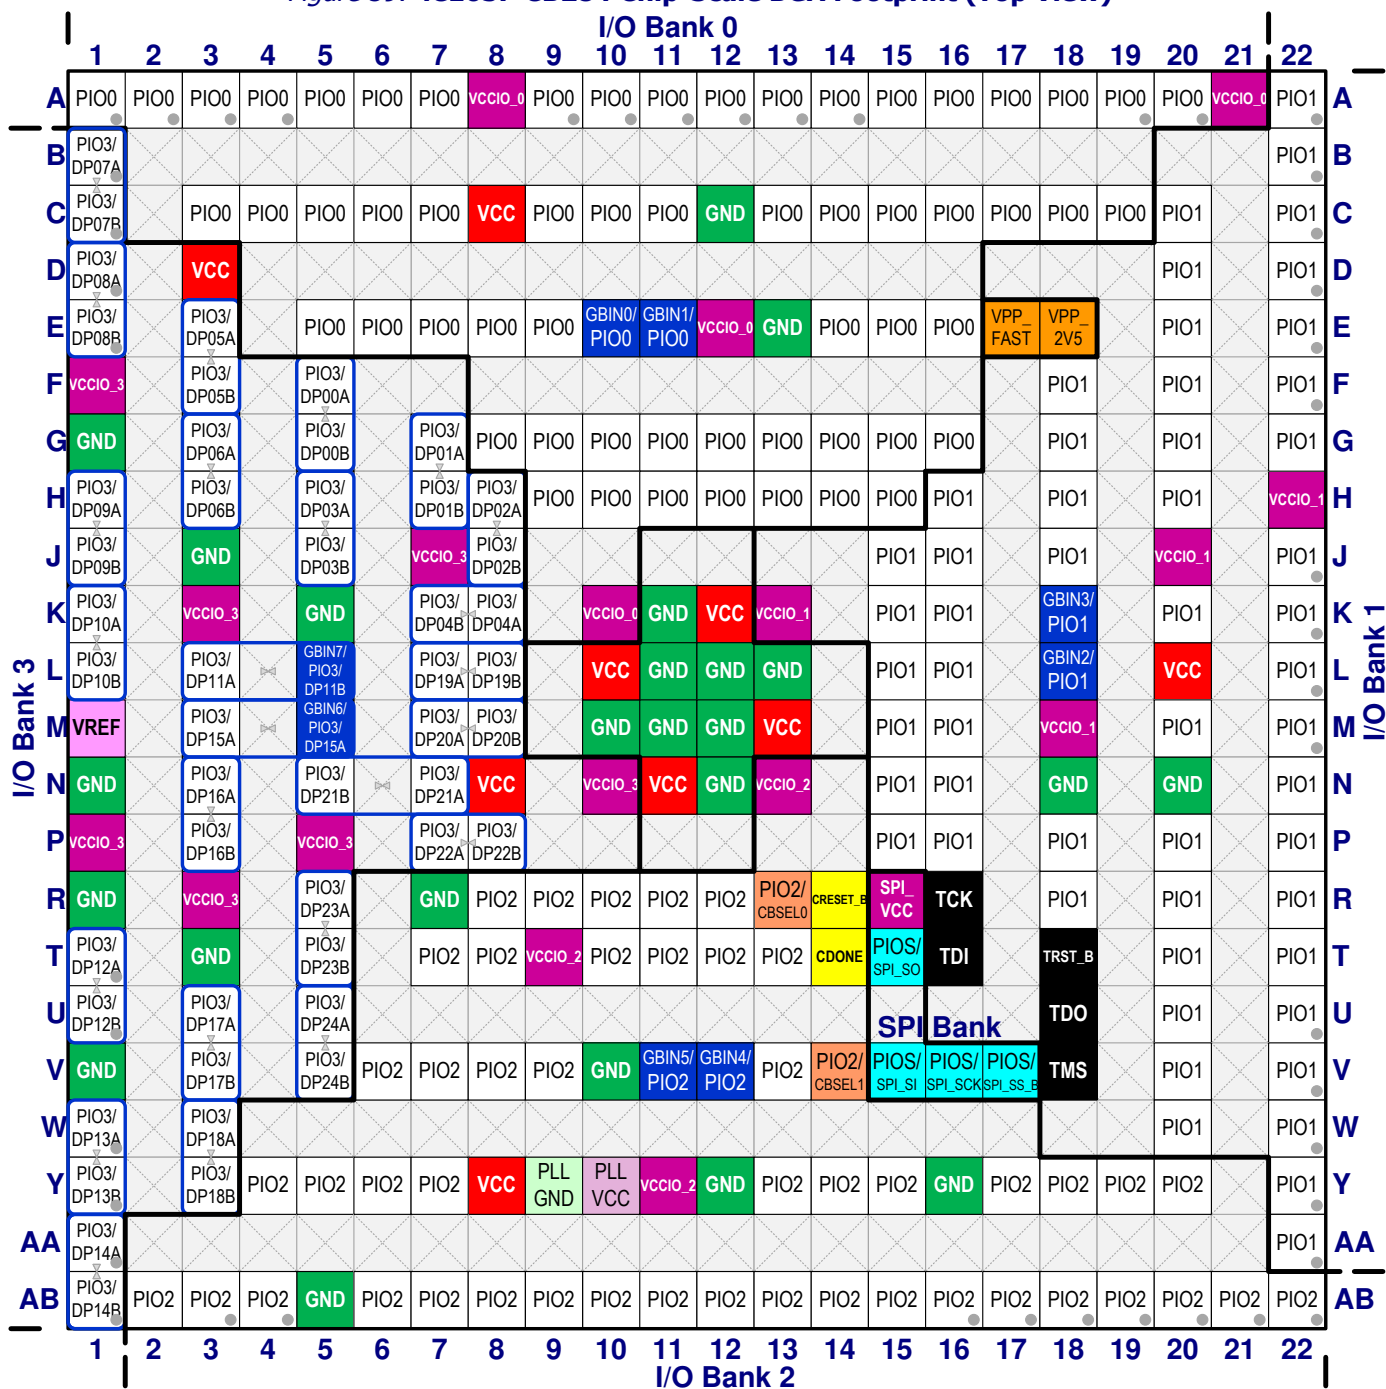 Chip-Scale BGA Footprint (Top View)
I/O Bank 0
1 2 3 4 5 6 7 8 9 10 11 12 13 14 15 16 17 18 19 20 21 22
A PIO0 PIO0 PIO0 PIO0 PIO0 PIO0 PIO0 VCCIO_0 PIO0 PIO0 PIO0 PIO0 PIO0 PIO0 PIO0 PIO0 PIO0 PIO0 PIO0 PIO0 VCCIO_0 PIO1 A
B PIO3/DP07A PIO1 B
C PIO3/DP07B PIO0 PIO0 PIO0 PIO0 PIO0 VCC PIO0 PIO0 PIO0 GND PIO0 PIO0 PIO0 PIO0 PIO0 PIO0 PIO0 PIO1 PIO1 C
D PIO3/DP08A VCC PIO1 PIO1 D
E PIO3/DP08B PIO3/DP05A PIO0 PIO0 PIO0 PIO0 PIO0 GBIN0/PIO0 GBIN1/PIO0 VCCIO_0 GND PIO0 PIO0 PIO0 VPP_FAST VPP_2V5 PIO1 PIO1 E
F VCCIO_3 PIO3/DP05B PIO3/DP00A PIO1 PIO1 PIO1 F
G GND PIO3/DP06A PIO3/DP00B PIO3/DP01A PIO0 PIO0 PIO0 PIO0 PIO0 PIO0 PIO0 PIO0 PIO0 PIO1 PIO1 PIO1 G
H PIO3/DP09A PIO3/DP06B PIO3/DP03A PIO3/DP01B PIO3/DP02A PIO0 PIO0 PIO0 PIO0 PIO0 PIO0 PIO0 PIO1 PIO1 PIO1 VCCIO_1 H
J PIO3/DP09B GND PIO3/DP03B VCCIO_3 PIO3/DP02B PIO1 PIO1 PIO1 VCCIO_1 PIO1 J
K PIO3/DP10A VCCIO_3 GND PIO3/DP04B PIO3/DP04A VCCIO_0 GND VCC VCCIO_1 PIO1 PIO1 GBIN3/PIO1 PIO1 PIO1 K
L PIO3/DP10B PIO3/DP11A GBIN7/PIO3/DP11B PIO3/DP19A PIO3/DP19B VCC GND GND GND PIO1 PIO1 GBIN2/PIO1 VCC PIO1 L
I/O Bank 3
I/O Bank 1
M VREF PIO3/DP15A GBIN6/PIO3/DP15A PIO3/DP20A PIO3/DP20B GND GND GND VCC PIO1 PIO1 VCCIO_1 PIO1 PIO1 M
N GND PIO3/DP16A PIO3/DP21B PIO3/DP21A VCC VCCIO_3 VCC GND VCCIO_2 PIO1 PIO1 GND GND PIO1 N
P VCCIO_3 PIO3/DP16B VCCIO_3 PIO3/DP22A PIO3/DP22B PIO1 PIO1 PIO1 PIO1 PIO1 P
R GND VCCIO_3 PIO3/DP23A GND PIO2 PIO2 PIO2 PIO2 PIO2 PIO2/CBSEL0 CRESET_B SPI_VCC TCK PIO1 PIO1 PIO1 R
T PIO3/DP12A GND PIO3/DP23B PIO2 PIO2 VCCIO_2 PIO2 PIO2 PIO2 PIO2 CDONE PIOS/SPI_SO TDI TRST_B PIO1 PIO1 T
U PIO3/DP12B PIO3/DP17A PIO3/DP24A SPI Bank TDO PIO1 PIO1 U
V GND PIO3/DP17B PIO3/DP24B PIO2 PIO2 PIO2 PIO2 GND GBIN5/PIO2 GBIN4/PIO2 PIO2 PIO2/CBSEL1 PIOS/SPI_SI PIOS/SPI_SCK PIOS/SPI_SS_B TMS PIO1 PIO1 V
W PIO3/DP13A PIO3/DP18A PIO1 PIO1 W
Y PIO3/DP13B PIO3/DP18B PIO2 PIO2 PIO2 PIO2 VCC PLL GND PLL VCC VCCIO_2 GND PIO2 PIO2 PIO2 GND PIO2 PIO2 PIO2 PIO2 PIO1 Y
AA PIO3/DP14A PIO1 AA
AB PIO3/DP14B PIO2 PIO2 PIO2 GND PIO2 PIO2 PIO2 PIO2 PIO2 PIO2 PIO2 PIO2 PIO2 PIO2 PIO2 PIO2 PIO2 PIO2 PIO2 PIO2 PIO2 AB
1 2 3 4 5 6 7 8 9 10 11 12 13 14 15 16 17 18 19 20 21 22
I/O Bank 2